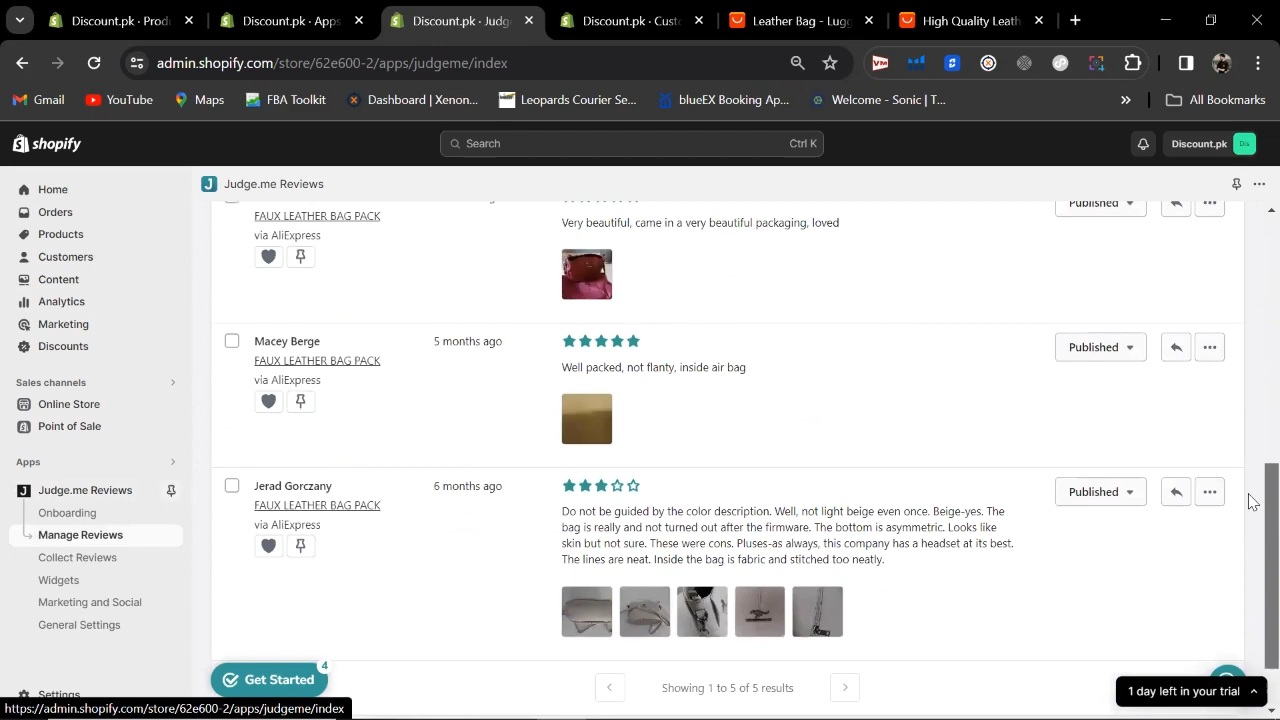 Discount.pk · Produ
Discount.pk · Apps
Discount.pk · Judge
Discount.pk · Custo
Leather Bag - Lugg
High Quality Leath
admin.shopify.com/store/62e600-2/apps/judgeme/index
Gmail
YouTube
Maps
FBA Toolkit
Dashboard | Xenon...
Leopards Courier Se...
blueEX Booking Ap...
Welcome - Sonic | T...
All Bookmarks
shopify
Search
Ctrl K
Discount.pk
Dis
Home
Orders
Products
Customers
Content
Analytics
Marketing
Discounts
Sales channels
Online Store
Point of Sale
Apps
Judge.me Reviews
Onboarding
Manage Reviews
Collect Reviews
Widgets
Marketing and Social
General Settings
Settings
J Judge.me Reviews
FAUX LEATHER BAG PACK
via AliExpress
Very beautiful, came in a very beautiful packaging, loved
Published
Macey Berge
5 months ago
FAUX LEATHER BAG PACK
via AliExpress
Well packed, not flanty, inside air bag
Published
Jerad Gorczany
6 months ago
FAUX LEATHER BAG PACK
via AliExpress
Do not be guided by the color description. Well, not light beige even once. Beige-yes. The
bag is really and not turned out after the firmware. The bottom is asymmetric. Looks like
skin but not sure. These were cons. Pluses-as always, this company has a headset at its best.
The lines are neat. Inside the bag is fabric and stitched too neatly.
Published
Get Started
4
Showing 1 to 5 of 5 results
1 day left in your trial
https://admin.shopify.com/store/62e600-2/apps/judgeme/index